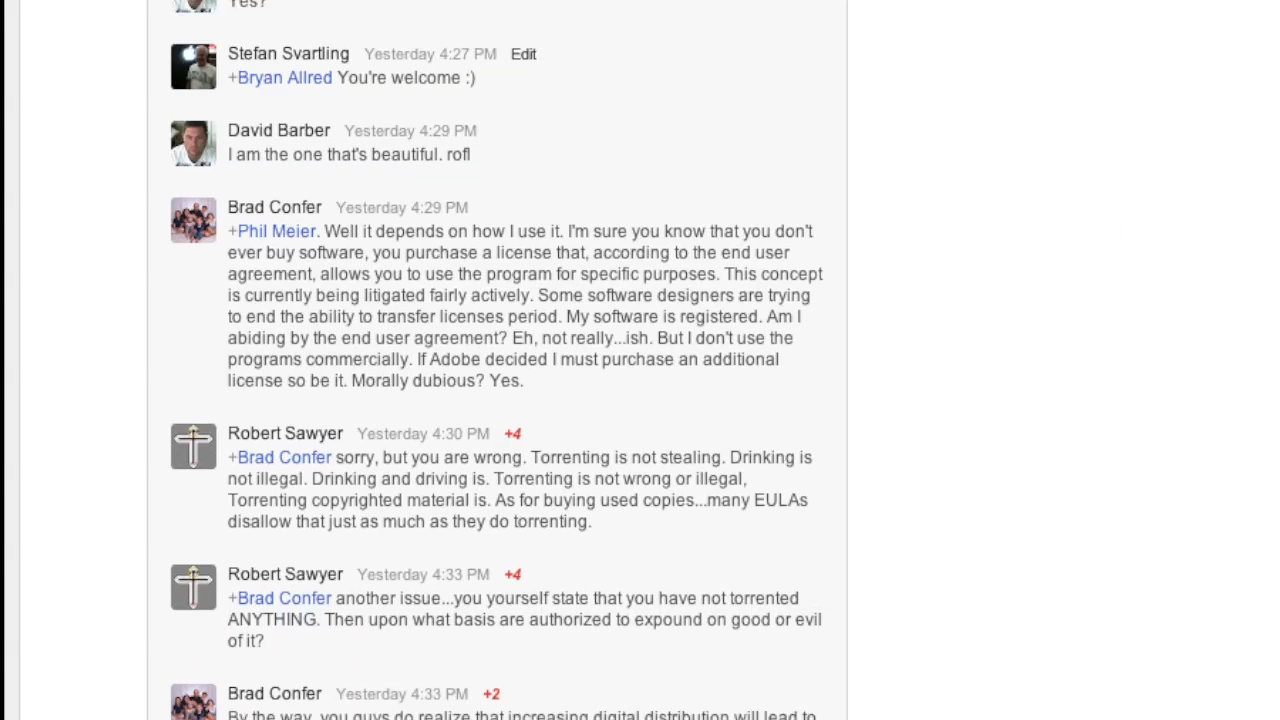 Yes?
Stefan Svartling Yesterday 4:27 PM Edit
+Bryan Allred You're welcome :)
David Barber Yesterday 4:29 PM
I am the one that's beautiful. rofl
Brad Confer Yesterday 4:29 PM
+Phil Meier. Well it depends on how I use it. I'm sure you know that you don't
ever buy software, you purchase a license that, according to the end user
agreement, allows you to use the program for specific purposes. This concept
is currently being litigated fairly actively. Some software designers are trying
to end the ability to transfer licenses period. My software is registered. Am I
abiding by the end user agreement? Eh, not really...ish. But I don't use the
programs commercially. If Adobe decided I must purchase an additional
license so be it. Morally dubious? Yes.
Robert Sawyer Yesterday 4:30 PM +4
+Brad Confer sorry, but you are wrong. Torrenting is not stealing. Drinking is
not illegal. Drinking and driving is. Torrenting is not wrong or illegal,
Torrenting copyrighted material is. As for buying used copies...many EULAs
disallow that just as much as they do torrenting.
Robert Sawyer Yesterday 4:33 PM +4
+Brad Confer another issue...you yourself state that you have not torrented
ANYTHING. Then upon what basis are authorized to expound on good or evil
of it?
Brad Confer Yesterday 4:33 PM +2
By the way, you guys do realize that increasing digital distribution will lead to